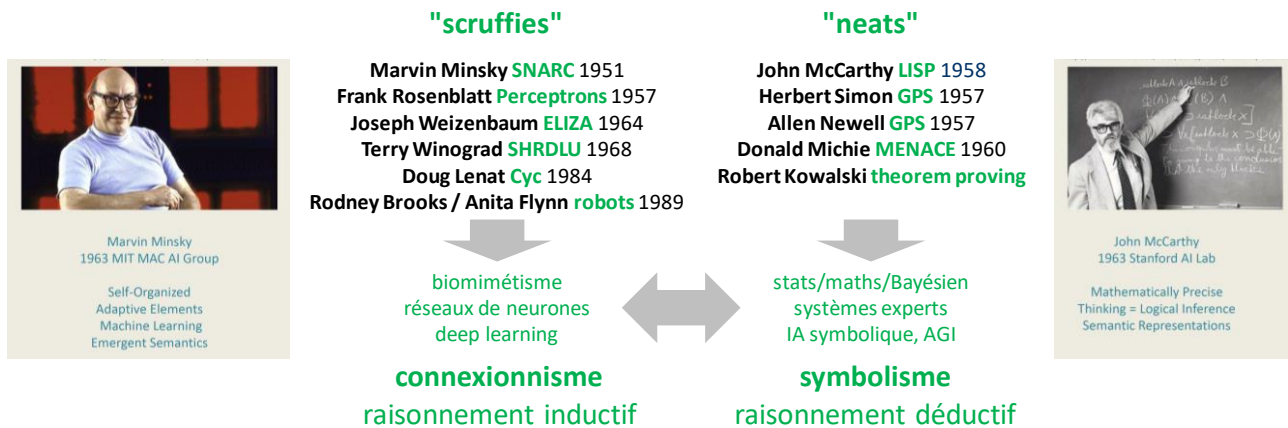 "scruffies"
Marvin Minsky SNARC 1951
Frank Rosenblatt Perceptrons 1957
Joseph Weizenbaum ELIZA 1964
Terry Winograd SHRDLU 1968
Doug Lenat Cyc 1984
Rodney Brooks / Anita Flynn robots 1989
"neats"
John McCarthy LISP 1958
Herbert Simon GPS 1957
Allen Newell GPS 1957
Donald Michie MENACE 1960
Robert Kowalski theorem proving
Marvin Minsky
1963 MIT MAC AI Group
Self-Organized
Adaptive Elements
Machine Learning
Emergent Semantics
biomimétisme
réseaux de neurones
deep learning
connexionnisme
raisonnement inductif
stats/maths/Bayésien
systèmes experts
IA symbolique, AGI
symbolisme
raisonnement déductif
John McCarthy
1963 Stanford AI Lab
Mathematically Precise
Thinking = Logical Inference
Semantic Representations